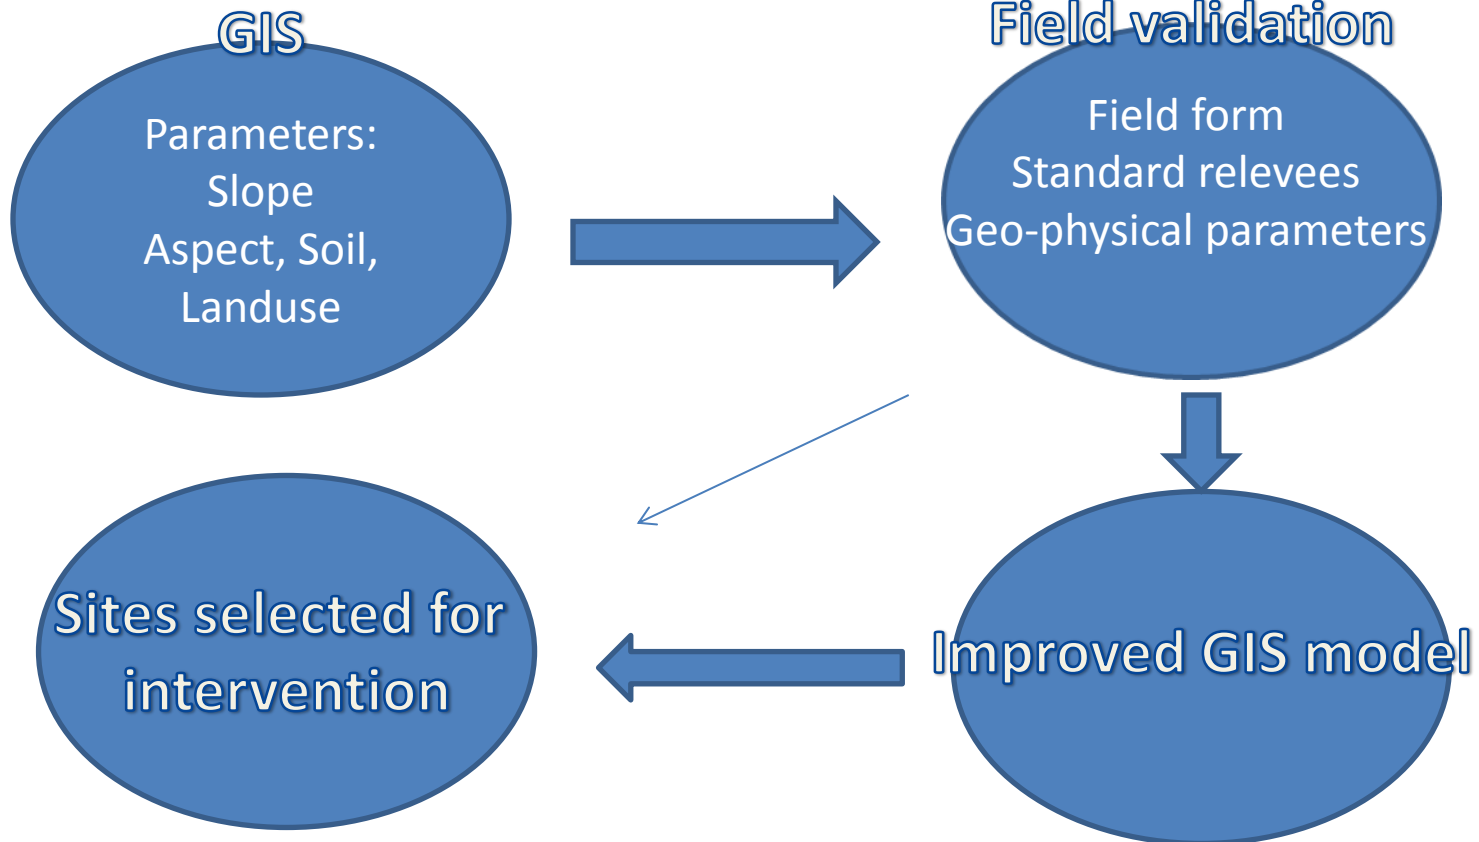 GIS
Parameters:
Slope
Aspect, Soil,
Landuse
Field validation
Field form
Standard relevees
Geo-physical parameters
Sites selected for
intervention
Improved GIS model